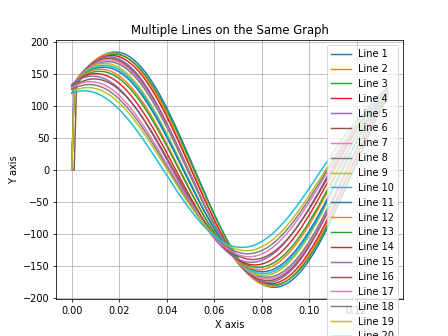 Multiple Lines on the Same Graph
200
150
100
50
0
−50
−100
−150
−200
Y axis
0.00
0.02
0.04
0.06
0.08
0.10
X axis
Line 1
Line 2
Line 3
Line 4
Line 5
Line 6
Line 7
Line 8
Line 9
Line 10
Line 11
Line 12
Line 13
Line 14
Line 15
Line 16
Line 17
Line 18
Line 19
Line 20